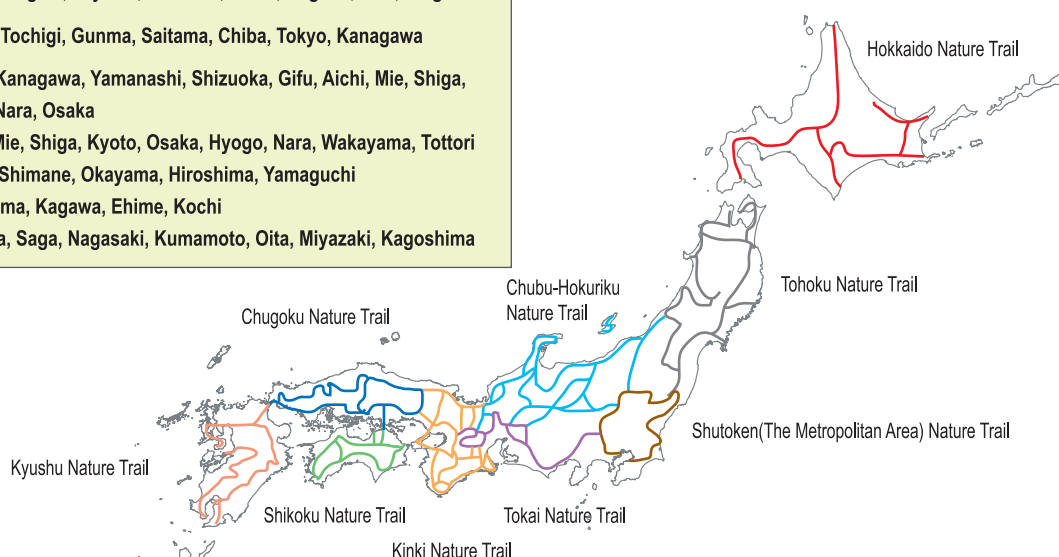 Tochigi, Gunma, Saitama, Chiba, Tokyo, Kanagawa
Kanagawa, Yamanashi, Shizuoka, Gifu, Aichi, Mie, Shiga,
Nara, Osaka
Mie, Shiga, Kyoto, Osaka, Hyogo, Nara, Wakayama, Tottori
Shimane, Okayama, Hiroshima, Yamaguchi
Kagawa, Ehime, Kochi
Saga, Nagasaki, Kumamoto, Oita, Miyazaki, Kagoshima
Hokkaido Nature Trail
Tohoku Nature Trail
Chubu-Hokuriku
Nature Trail
Chugoku Nature Trail
Shutoken(The Metropolitan Area) Nature Trail
Kyushu Nature Trail
Shikoku Nature Trail
Tokai Nature Trail
Kinki Nature Trail